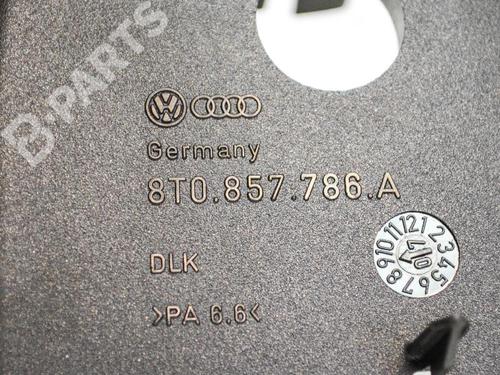 B-PARTS
VW
Germany
8T0.857.786.A
DLK
>PA 6.6<
1 2 3 4 5 6 7 8 9 10 11 12